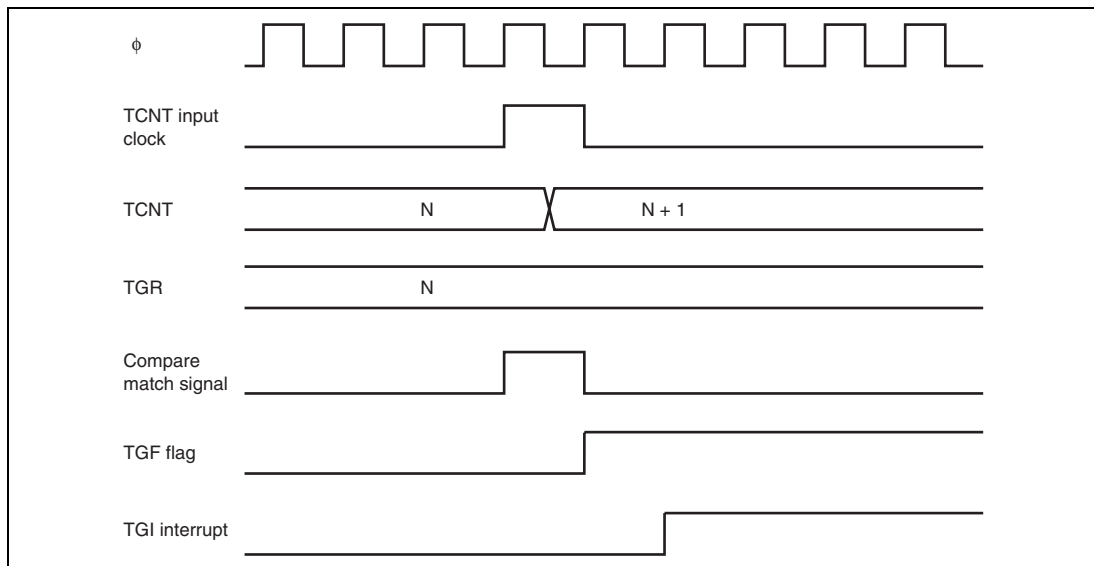 ϕ
TCNT input
clock
TCNT
N
N + 1
TGR
N
Compare
match signal
TGF flag
TGI interrupt